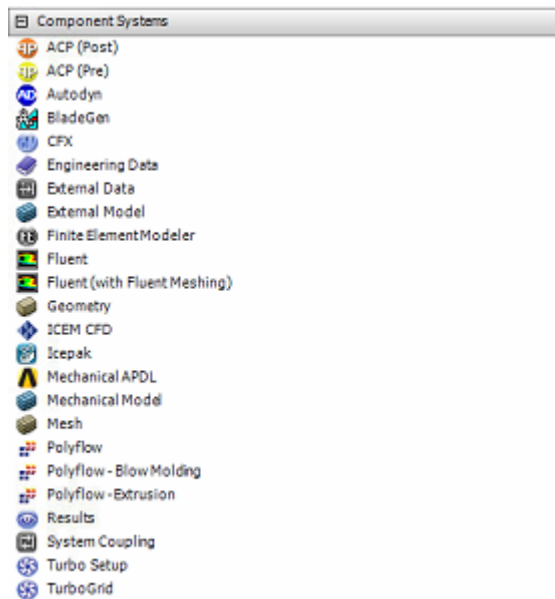 Component Systems
ACP (Post)
ACP (Pre)
Autodyn
BladeGen
CFX
Engineering Data
External Data
External Model
Finite Element Modeler
Fluent
Fluent (with Fluent Meshing)
Geometry
ICEM CFD
Icepak
Mechanical APDL
Mechanical Model
Mesh
Polyflow
Polyflow - Blow Molding
Polyflow - Extrusion
Results
System Coupling
Turbo Setup
TurboGrid